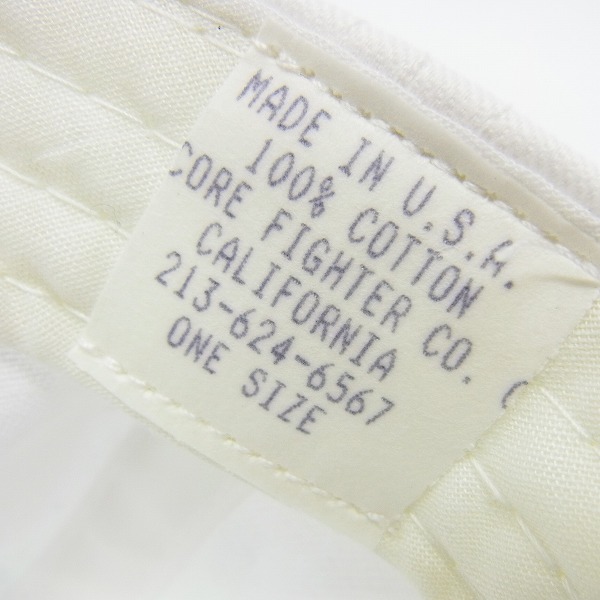 MADE IN U.S.A.
100% COTTON
CORE FIGHTER CO.
CALIFORNIA
213-624-6567
ONE SIZE